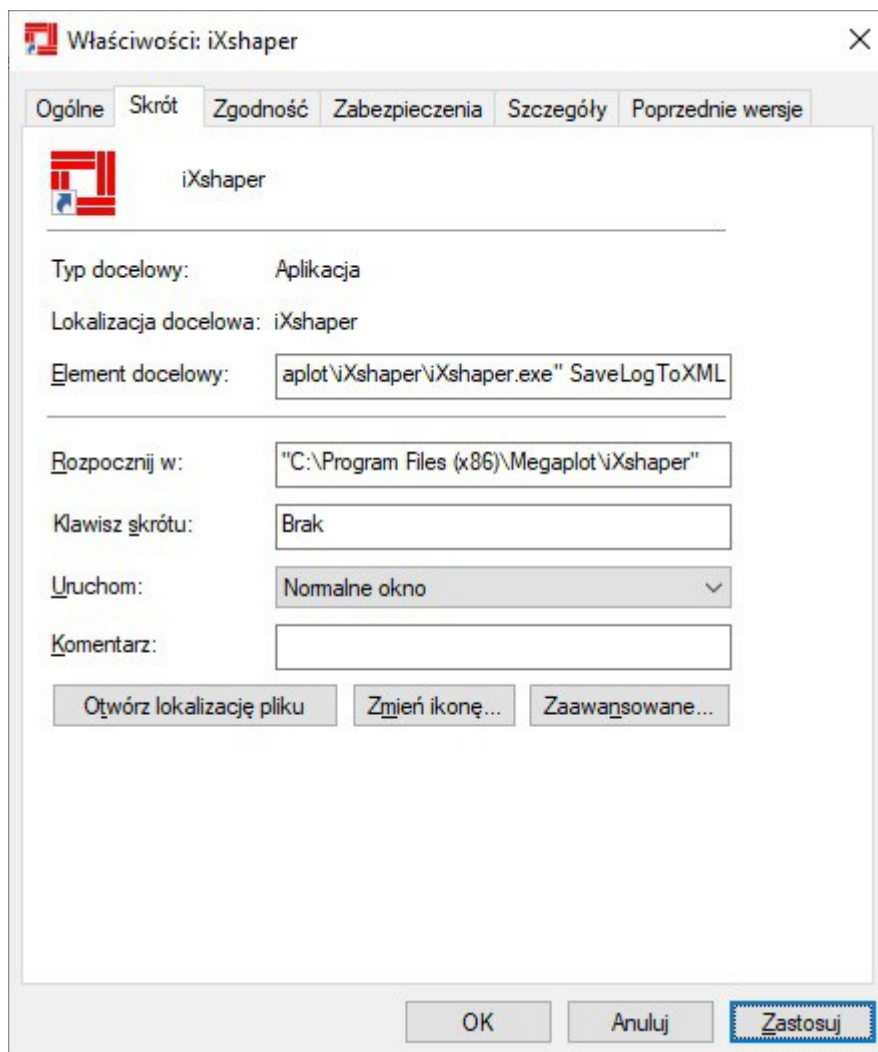 Właściwości: iXshaper
Ogólne Skrót Zgodność Zabezpieczenia Szczegóły Poprzednie wersje
iXshaper
Typ docelowy: Aplikacja
Lokalizacja docelowa: iXshaper
Element docelowy: aplot\iXshaper\iXshaper.exe" SaveLogToXML
Rozpocznij w: "C:\Program Files (x86)\Megaplot\iXshaper"
Klawisz skrótu: Brak
Uruchom: Normalne okno
Komentarz:
Otwórz lokalizację pliku Zmień ikonę... Zaawansowane...
OK Anuluj Zastosuj